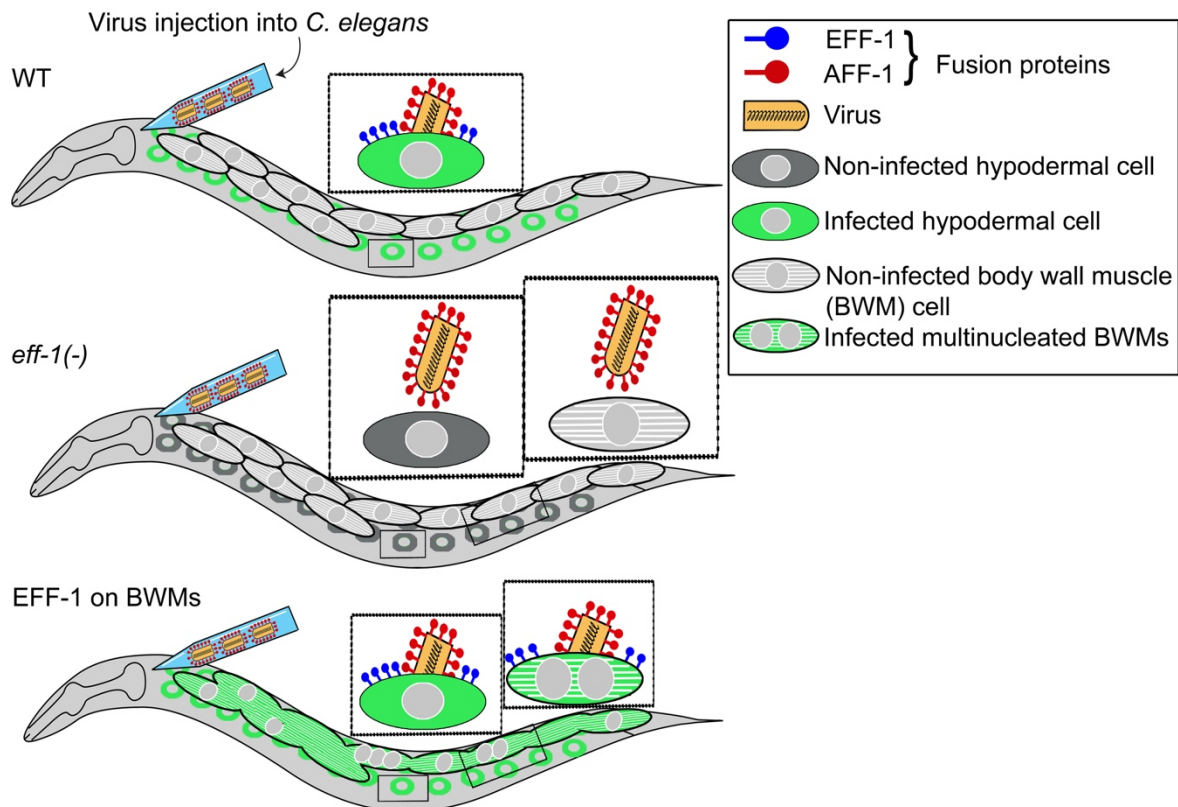 Virus injection into C. elegans
WT
eff-1(-)
EFF-1 on BWMs
EFF-1
AFF-1
} Fusion proteins
Virus
Non-infected hypodermal cell
Infected hypodermal cell
Non-infected body wall muscle
(BWM) cell
Infected multinucleated BWMs